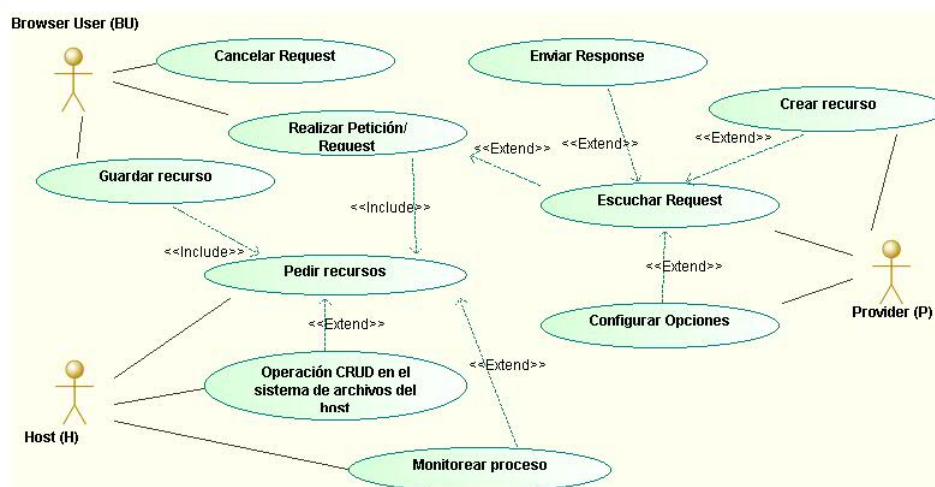 Browser User (BU)
Cancelar Request
Enviar Response
Crear recurso
Realizar Petición/
Request
<<Extend>>
<<Extend>>
<<Extend>>
Guardar recurso
Escuchar Request
<<Include>>
<<Include>>
Pedir recursos
<<Extend>>
Provider (P)
Configurar Opciones
<<Extend>>
<<Extend>>
Operación CRUD en el
sistema de archivos del
host
Host (H)
Monitorear proceso